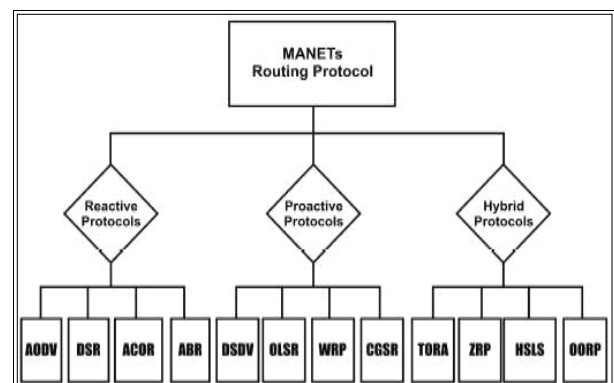 MANETs
Routing Protocol
Reactive
Protocols
Proactive
Protocols
Hybrid
Protocols
AODV
DSR
ACOR
ABR
DSDV
OLSR
WRP
CGSR
TORA
ZRP
HSLS
OORP